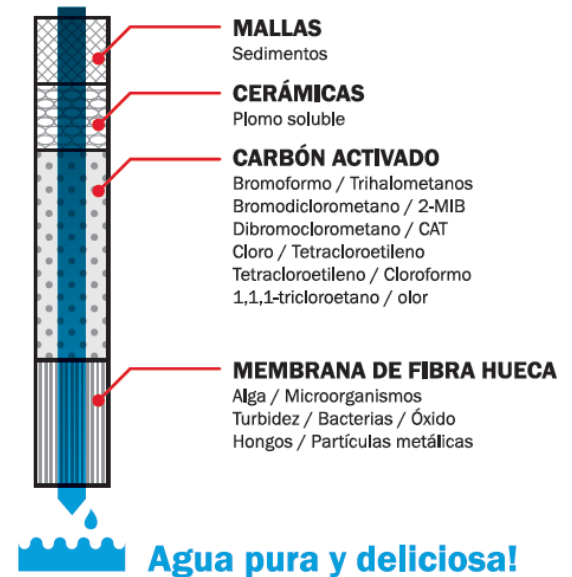 MALLAS
Sedimentos
CERÁMICAS
Plomo soluble
CARBÓN ACTIVADO
Bromoformo / Trihalometanos
Bromodiclorometano / 2-MIB
Dibromoclorometano / CAT
Cloro / Tetracloroetileno
Tetracloroetileno / Cloroformo
1,1,1-tricloroetano / olor
MEMBRANA DE FIBRA HUECA
Alga / Microorganismos
Turbidez / Bacterias / Óxido
Hongos / Partículas metálicas
Agua pura y deliciosa!